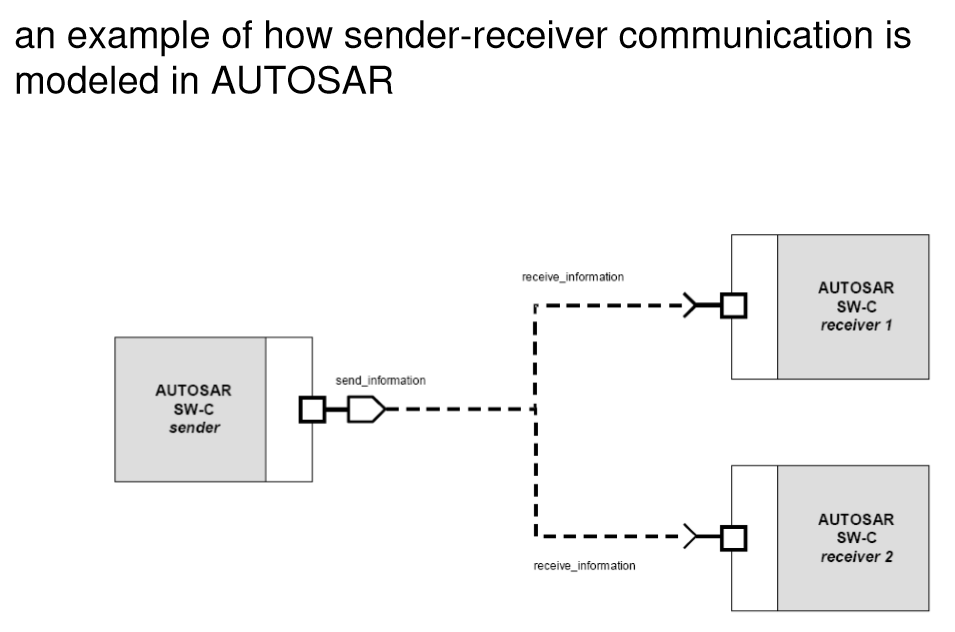 an example of how sender-receiver communication is
modeled in AUTOSAR
receive_information
AUTOSAR
SW-C
receiver 1
send_information
AUTOSAR
SW-C
sender
AUTOSAR
SW-C
receiver 2
receive_information